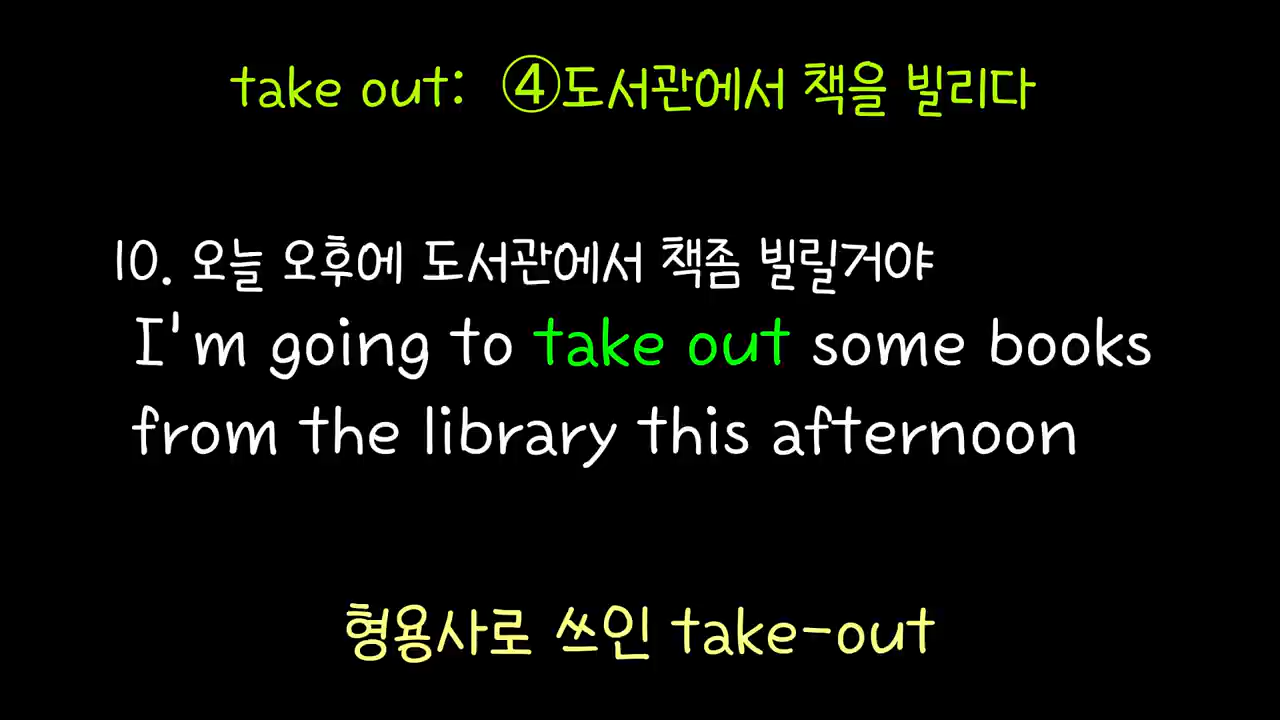 take out: ④도서관에서 책을 빌리다
10. 오늘 오후에 도서관에서 책좀 빌릴거야
I'm going to take out some books
from the library this afternoon
형용사로 쓰인 take-out